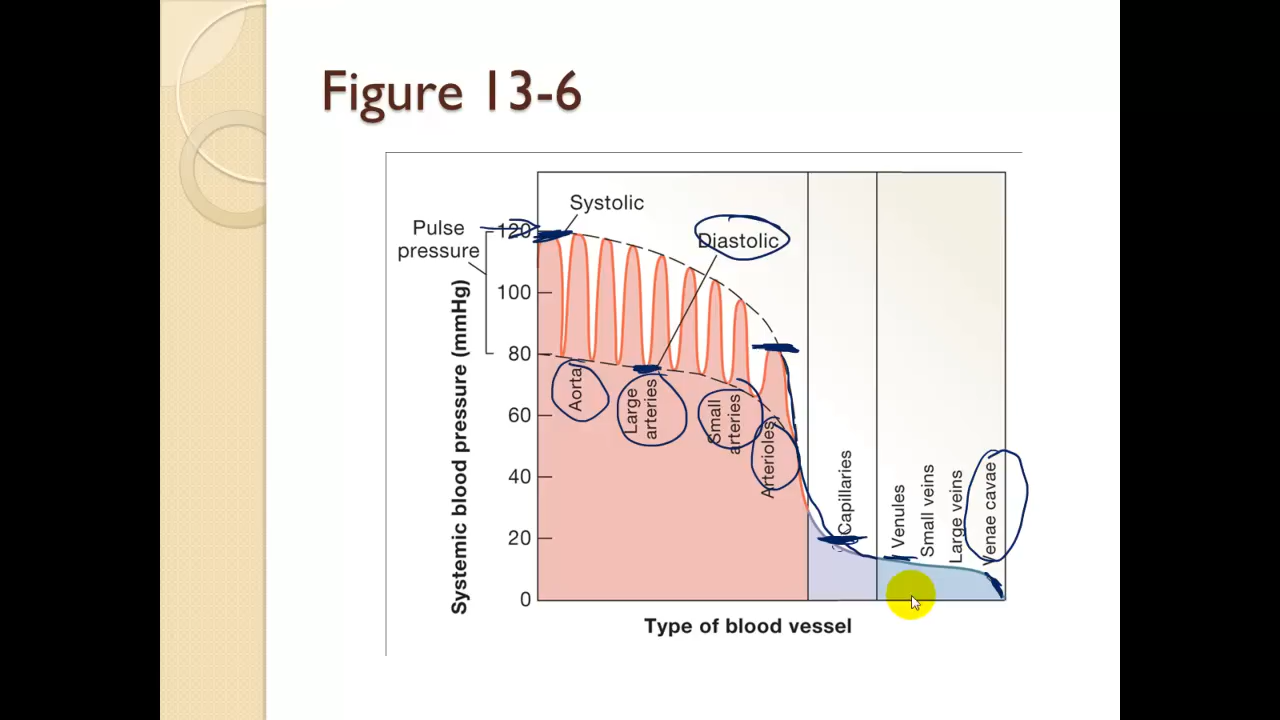 Figure 13-6
Systolic
Pulse
pressure
Diastolic
Systemic blood pressure (mmHg)
120
100
80
60
40
20
0
Aorta
Large
arteries
Small
arteries
Arterioles
Capillaries
Venules
Small veins
Large veins
Venae cavae
Type of blood vessel